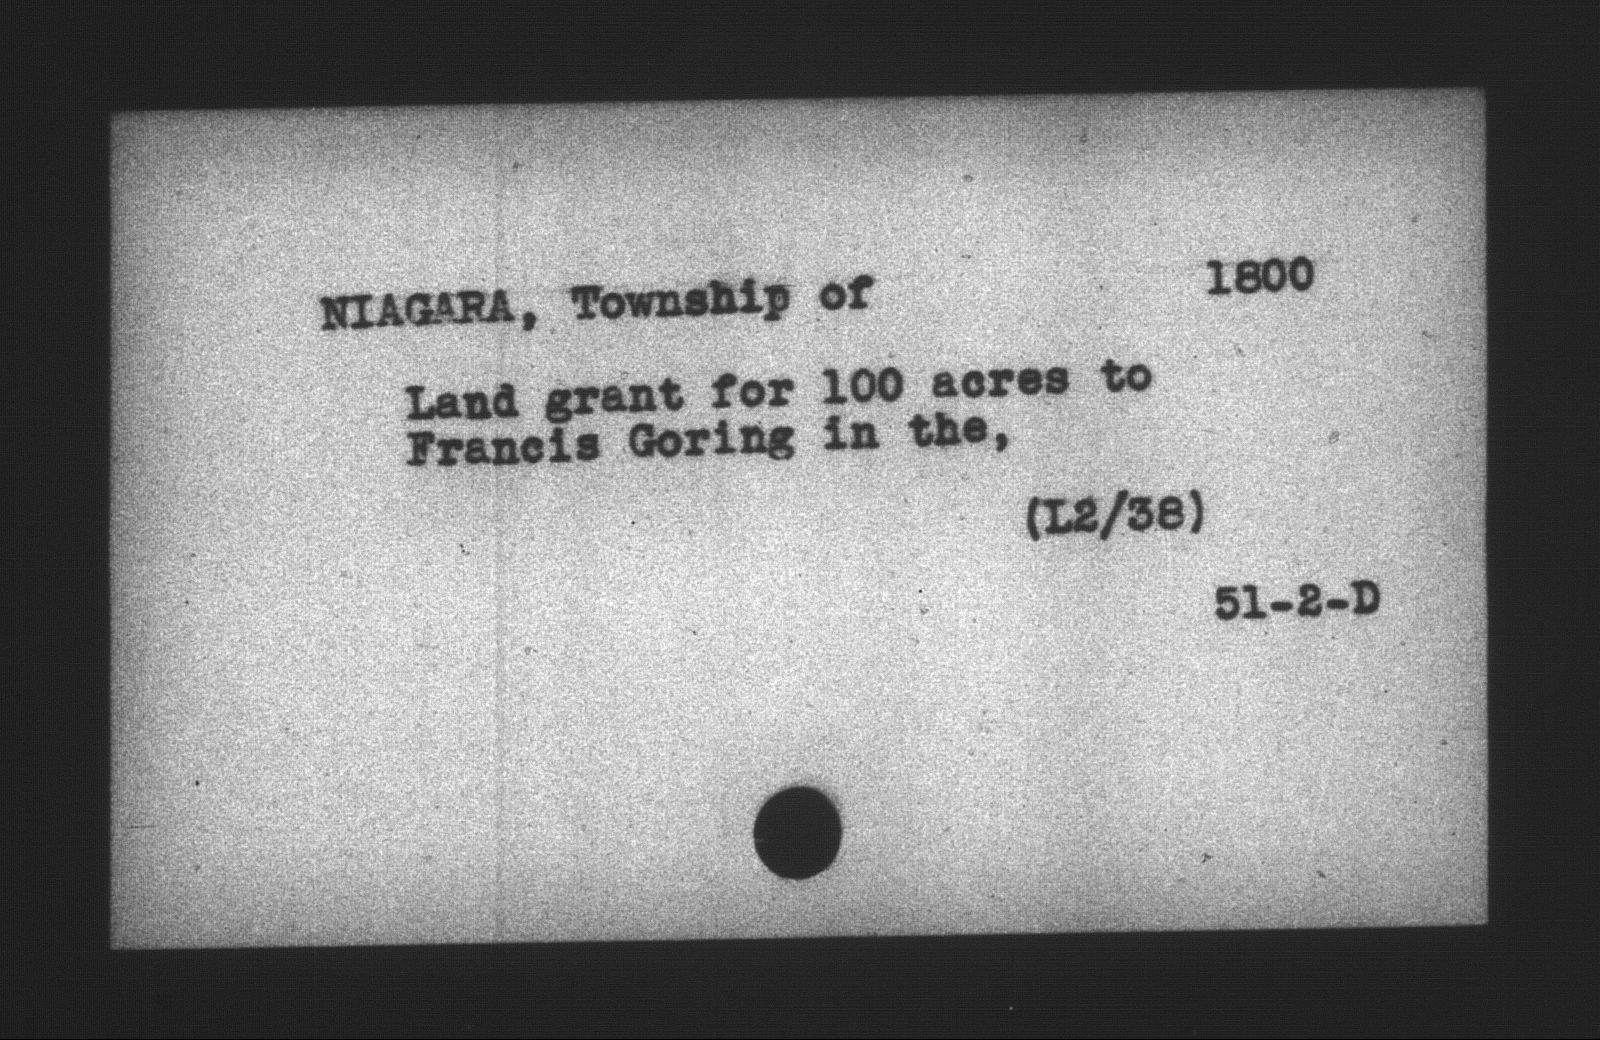 NIAGARA, Township of 1800
Land grant for 100 acres to
Francis Goring in the,
(L2/38)
51-2-D